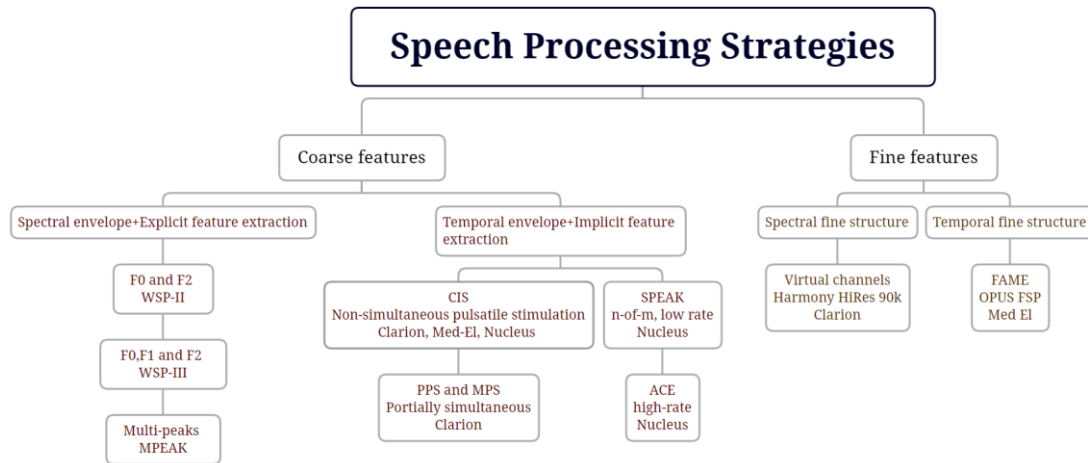 Speech Processing Strategies
Coarse features
Fine features
Spectral envelope+Explicit feature extraction
Temporal envelope+Implicit feature
extraction
Spectral fine structure
Temporal fine structure
F0 and F2
WSP-II
CIS
Non-simultaneous pulsatile stimulation
Clarion, Med-El, Nucleus
SPEAK
n-of-m, low rate
Nucleus
Virtual channels
Harmony HiRes 90k
Clarion
FAME
OPUS FSP
Med El
F0,F1 and F2
WSP-III
PPS and MPS
Partially simultaneous
Clarion
ACE
high-rate
Nucleus
Multi-peaks
MPEAK